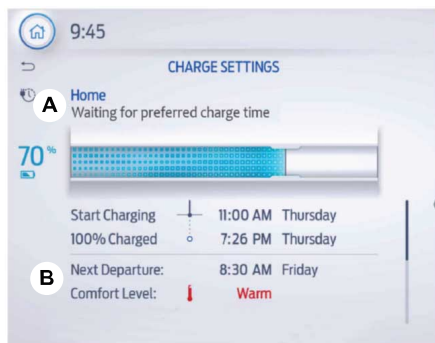 9:45
CHARGE SETTINGS
A
Home
Waiting for preferred charge time
70%
Start Charging 11:00 AM Thursday
100% Charged 7:26 PM Thursday
B
Next Departure: 8:30 AM Friday
Comfort Level: Warm